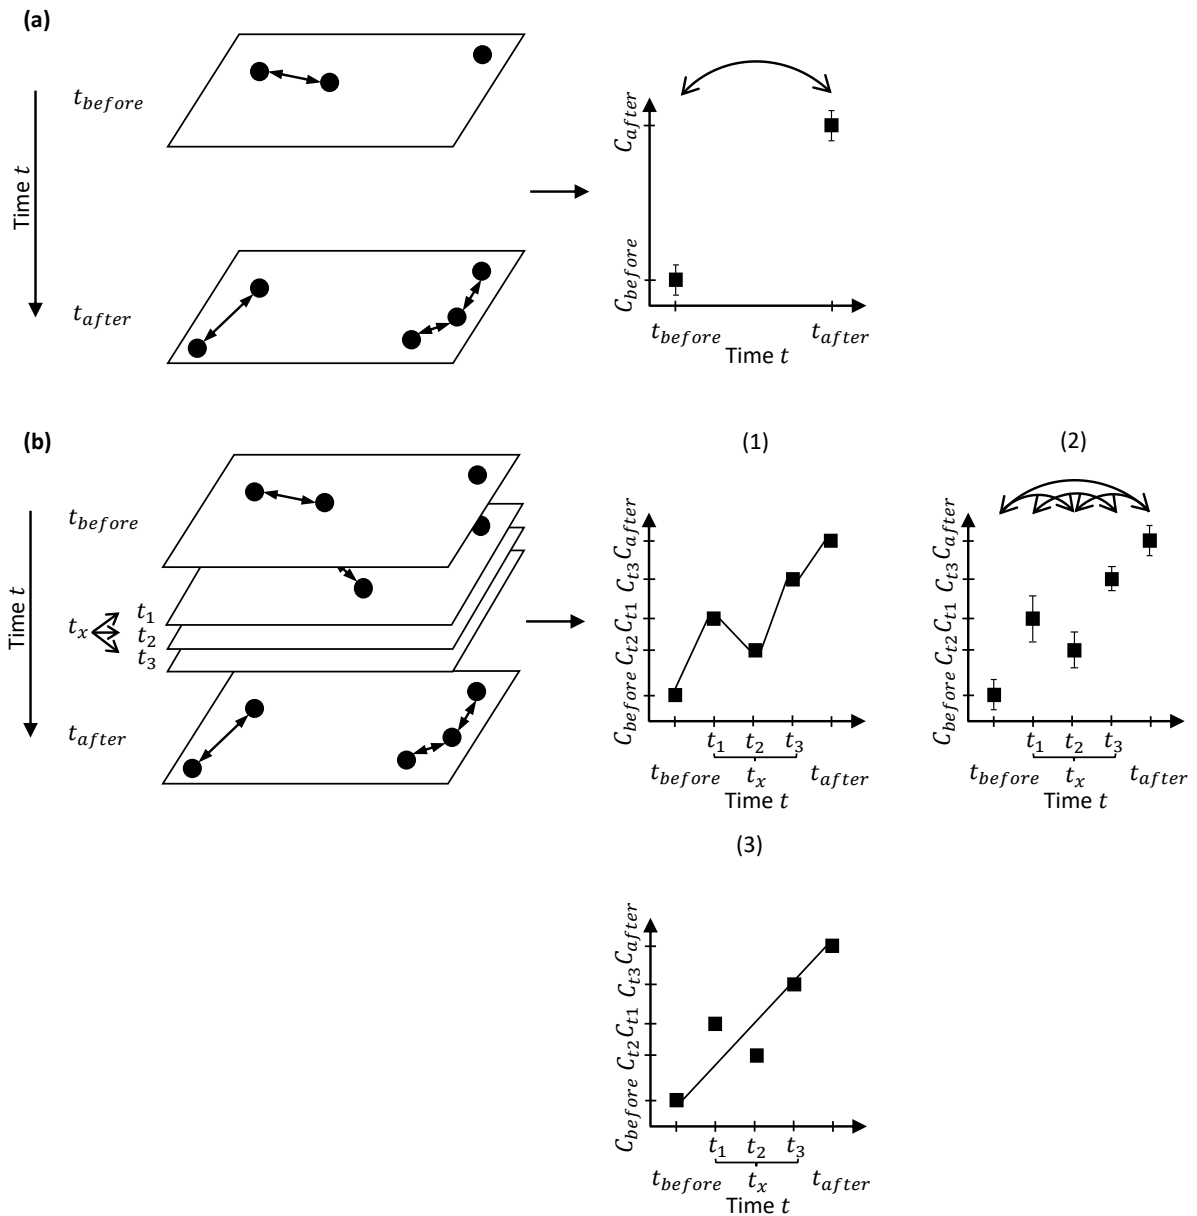 (a)
t_before
Time t
t_after
C_after
C_before
t_before
t_after
Time t
(b)
t_before
Time t
t_x
t_1
t_2
t_3
t_after
(1)
C_after
C_t3
C_t1
C_t2
C_before
t_1 t_2 t_3
t_before t_x t_after
Time t
(2)
C_after
C_t3
C_t1
C_t2
C_before
t_1 t_2 t_3
t_before t_x t_after
Time t
(3)
C_after
C_t3
C_t1
C_t2
C_before
t_1 t_2 t_3
t_before t_x t_after
Time t